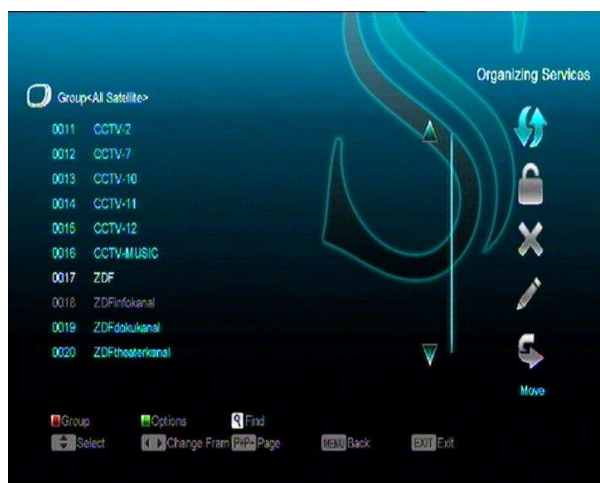 Organizing Services
Group<All Satellite>
0011 CCTV-2
0012 CCTV-7
0013 CCTV-10
0014 CCTV-11
0015 CCTV-12
0016 CCTV-MUSIC
0017 ZDF
0018 ZDFinfokanal
0019 ZDFdokukanal
0020 ZDFtheaterkanal
Move
Group Options Find
Select Change Fram P+P- Page MENU Back EXIT Exit